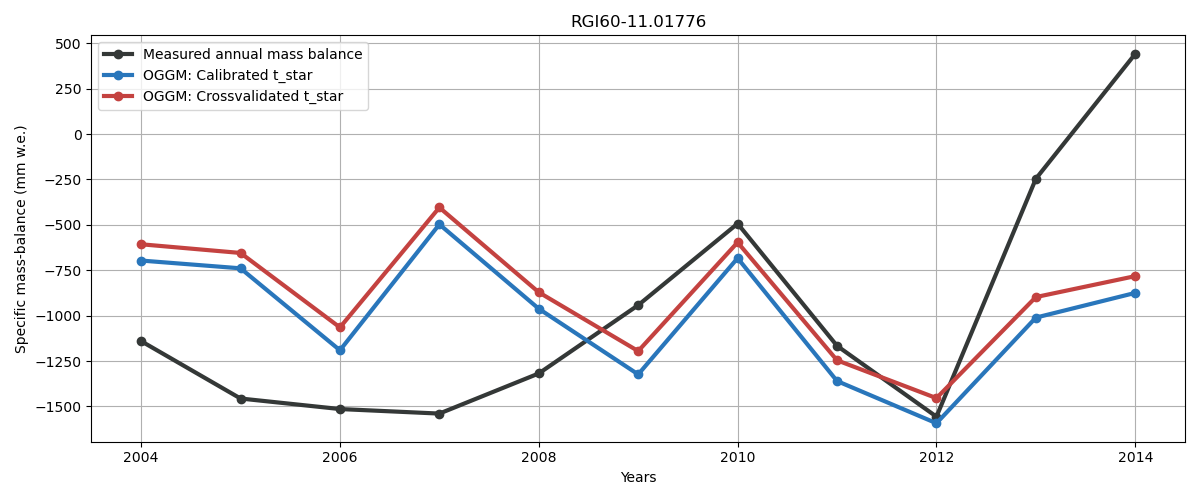 RGI60-11.01776
Measured annual mass balance
OGGM: Calibrated t_star
OGGM: Crossvalidated t_star
Specific mass-balance (mm w.e.)
500
250
0
−250
−500
−750
−1000
−1250
−1500
2004
2006
2008
2010
2012
2014
Years